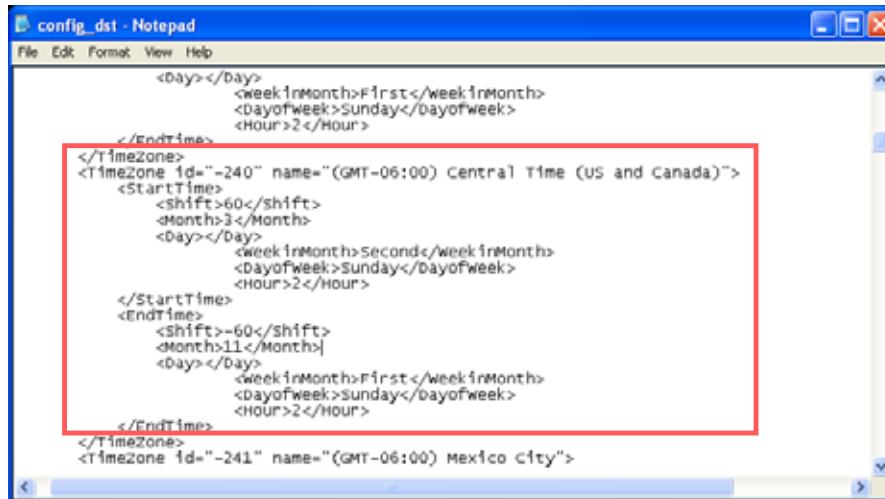 config_dst - Notepad
File Edit Format View Help
<Day></Day>
<WeekinMonth>First</WeekinMonth>
<DayofWeek>Sunday</DayofWeek>
<Hour>2</Hour>
</EndTime>
</TimeZone>
<TimeZone id="-240" name="(GMT-06:00) Central Time (US and Canada)">
<StartTime>
<Shift>60</Shift>
<Month>3</Month>
<Day></Day>
<WeekinMonth>Second</WeekinMonth>
<DayofWeek>Sunday</DayofWeek>
<Hour>2</Hour>
</StartTime>
<EndTime>
<Shift>-60</Shift>
<Month>11</Month>
<Day></Day>
<WeekinMonth>First</WeekinMonth>
<DayofWeek>Sunday</DayofWeek>
<Hour>2</Hour>
</EndTime>
</TimeZone>
<TimeZone id="-241" name="(GMT-06:00) Mexico City">